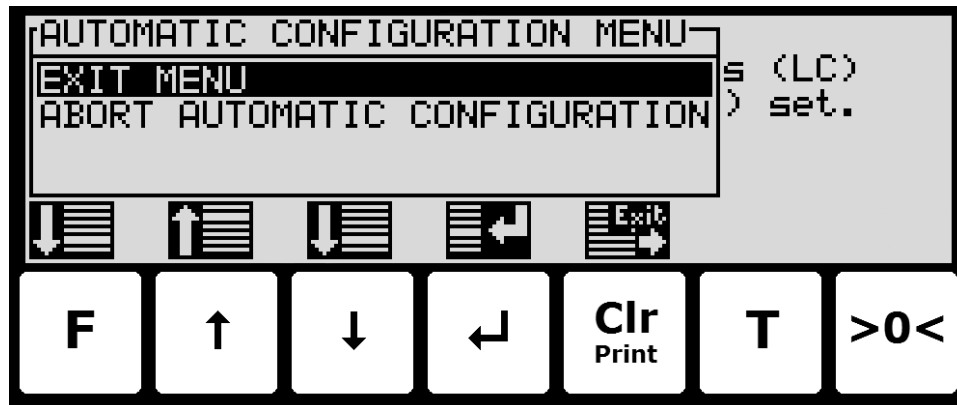 AUTOMATIC CONFIGURATION MENU
EXIT MENU
s (LC)
ABORT AUTOMATIC CONFIGURATION
) set.
Exit
F ↑ ↓ ↵ Clr T >0<
Print